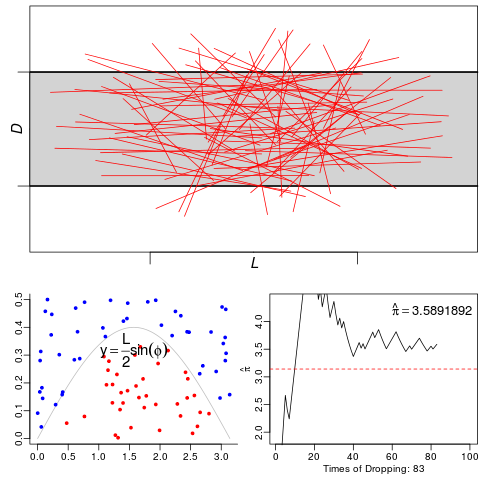 D
L
0.0 0.1 0.2 0.3 0.4 0.5
y = L/2 sin(ϕ)
0.0 0.5 1.0 1.5 2.0 2.5 3.0
π̂ = 3.5891892
π̂
2.0 2.5 3.0 3.5 4.0
0 20 40 60 80 100
Times of Dropping: 83